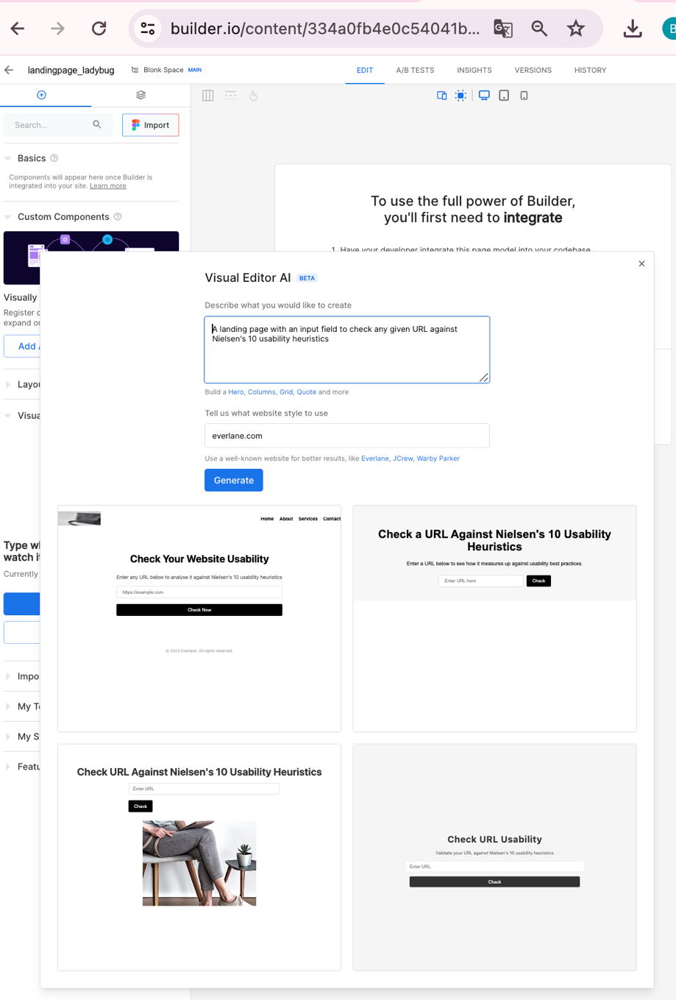 builder.io/content/334a0fb4e0c54041b...
B
landingpage_ladybug
Blonk Space MAIN
EDIT
A/B TESTS
INSIGHTS
VERSIONS
HISTORY
Search...
Import
Basics
Components will appear here once Builder is
integrated into your site. Learn more
Custom Components
To use the full power of Builder,
you'll first need to integrate
1. Have your developer integrate this page model into your codebase
Visually
Register c
expand or
Add
Layou
Visua
Type wh
watch it
Currently
Impo
My Te
My S
Featu
Visual Editor AI BETA
Describe what you would like to create
A landing page with an input field to check any given URL against
Nielsen's 10 usability heuristics
Build a Hero, Columns, Grid, Quote and more
Tell us what website style to use
everlane.com
Use a well-known website for better results, like Everlane, JCrew, Warby Parker
Generate
Home About Services Contact
Check Your Website Usability
Enter any URL below to analyse it against Nielsen's 10 usability heuristics
https://example.com
Check Now
© 2023 Everlane. All rights reserved.
Check a URL Against Nielsen's 10 Usability
Heuristics
Enter a URL below to see how it measures up against usability best practices.
Enter URL here
Check
Check URL Against Nielsen's 10 Usability Heuristics
Enter URL
Check
Check URL Usability
Validate your URL against Nielsen's 10 usability heuristics
Enter URL
Check